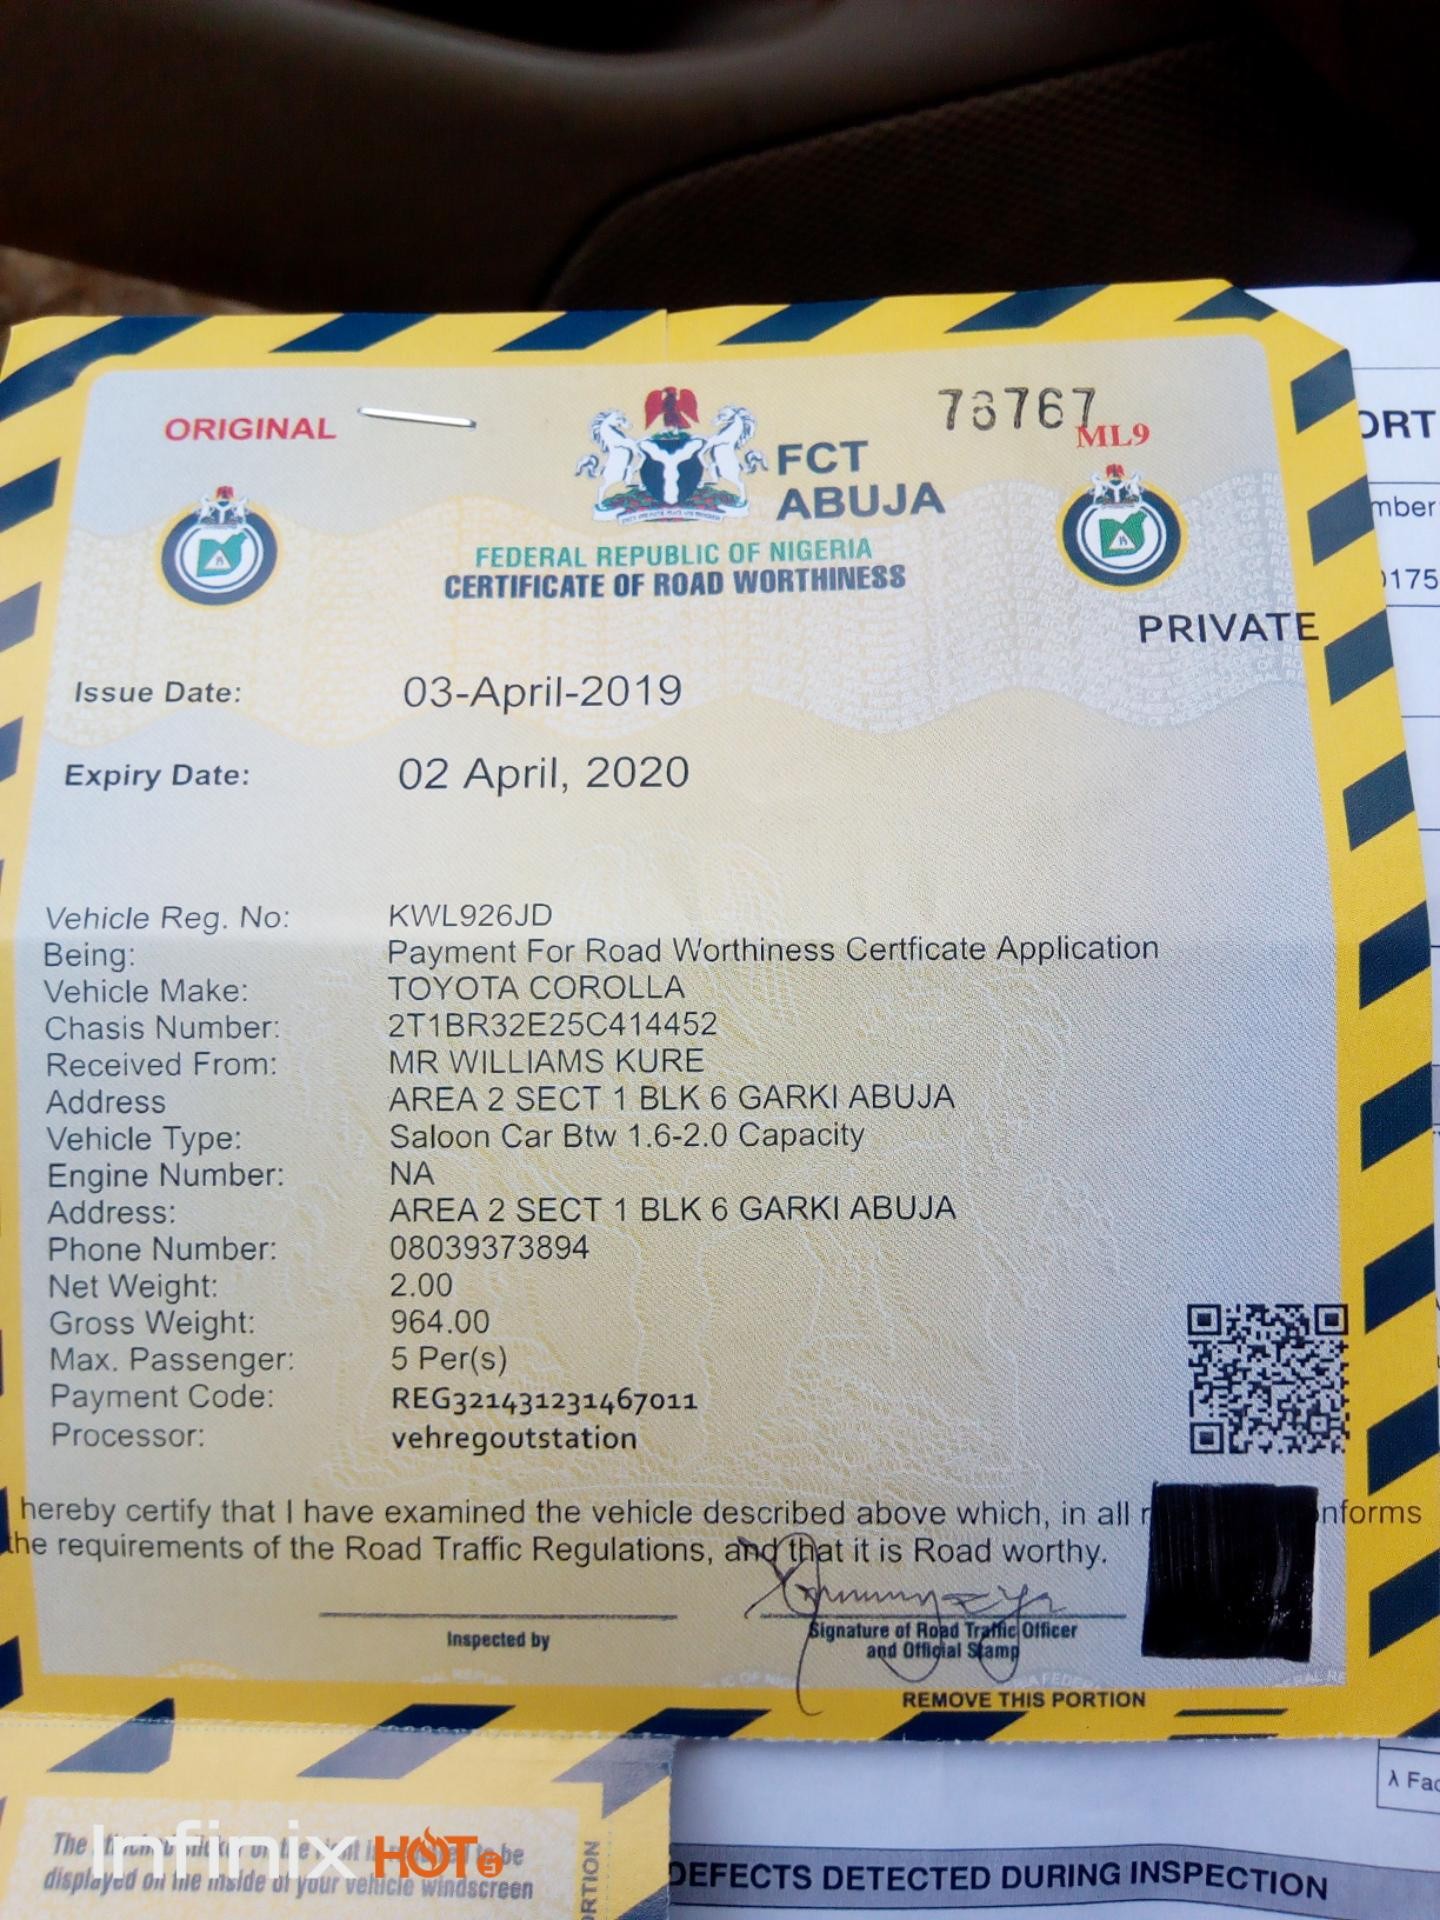 ORIGINAL
76767
ML9
FCT
ABUJA
FEDERAL REPUBLIC OF NIGERIA
CERTIFICATE OF ROAD WORTHINESS
PRIVATE
Issue Date: 03-April-2019
Expiry Date: 02 April, 2020
Vehicle Reg. No: KWL926JD
Being: Payment For Road Worthiness Certficate Application
Vehicle Make: TOYOTA COROLLA
Chasis Number: 2T1BR32E25C414452
Received From: MR WILLIAMS KURE
Address AREA 2 SECT 1 BLK 6 GARKI ABUJA
Vehicle Type: Saloon Car Btw 1.6-2.0 Capacity
Engine Number: NA
Address: AREA 2 SECT 1 BLK 6 GARKI ABUJA
Phone Number: 08039373894
Net Weight: 2.00
Gross Weight: 964.00
Max. Passenger: 5 Per(s)
Payment Code: REG321431231467011
Processor: vehregoutstation
hereby certify that I have examined the vehicle described above which, in all r nforms
the requirements of the Road Traffic Regulations, and that it is Road worthy.
Inspected by
Signature of Road Traffic Officer
and Official Stamp
REMOVE THIS PORTION
The on the is to be
displayed on the inside of your vehicle windscreen
Infinix HOT 5
ORTION
ORT
mber
0175
λ Fac
DEFECTS DETECTED DURING INSPECTION